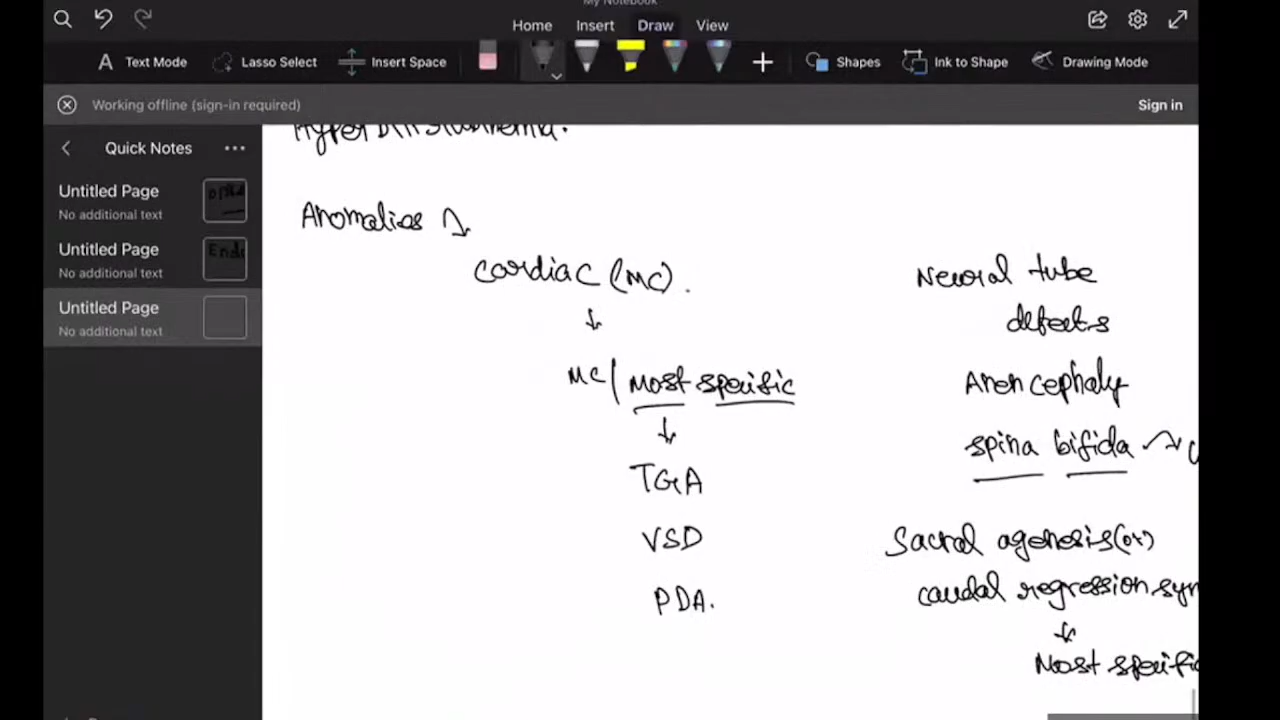 My Notebook
Home Insert Draw View
Text Mode Lasso Select Insert Space Shapes Ink to Shape Drawing Mode
Working offline (sign-in required) Sign in
Quick Notes
Untitled Page
No additional text
Untitled Page
No additional text
Untitled Page
No additional text
Anomalies
Cardiac (MC).
MC/ Most specific
TGA
VSD
PDA.
Neural tube
defects
Anencephaly
spina bifida
Sacral agenesis (or)
caudal regression syn
Most specific